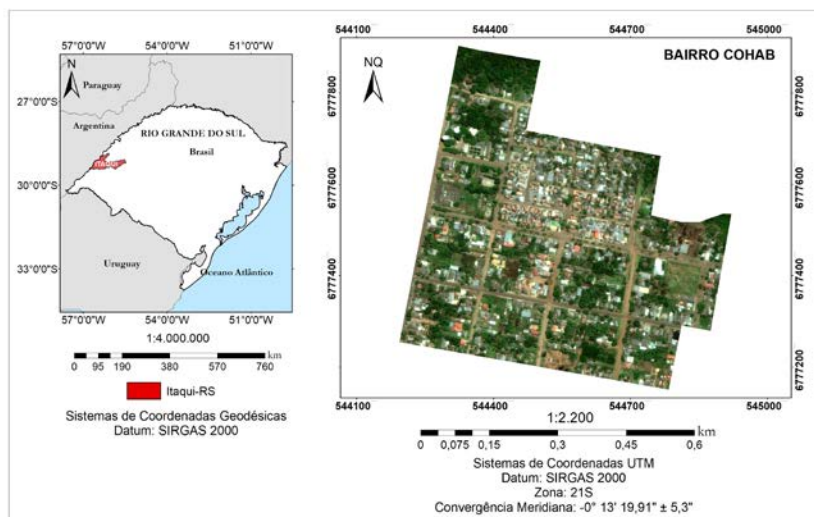 57°0'0"W 54°0'0"W 51°0'0"W
N
Paraguay
27°0'0"S
Argentina
RIO GRANDE DO SUL
Brasil
ITAQUI
30°0'0"S
Uruguay
33°0'0"S
Oceano Atlântico
57°0'0"W 54°0'0"W 51°0'0"W
1:4.000.000
0 95 190 380 570 760 km
Itaqui-RS
Sistemas de Coordenadas Geodésicas
Datum: SIRGAS 2000
544100 544400 544700 545000
BAIRRO COHAB
NQ
6777800 6777800
6777600 6777600
6777400 6777400
6777200 6777200
544100 544400 544700 545000
1:2.200
0 0,075 0,15 0,3 0,45 0,6 km
Sistemas de Coordenadas UTM
Datum: SIRGAS 2000
Zona: 21S
Convergência Meridiana: -0° 13' 19,91" ± 5,3"